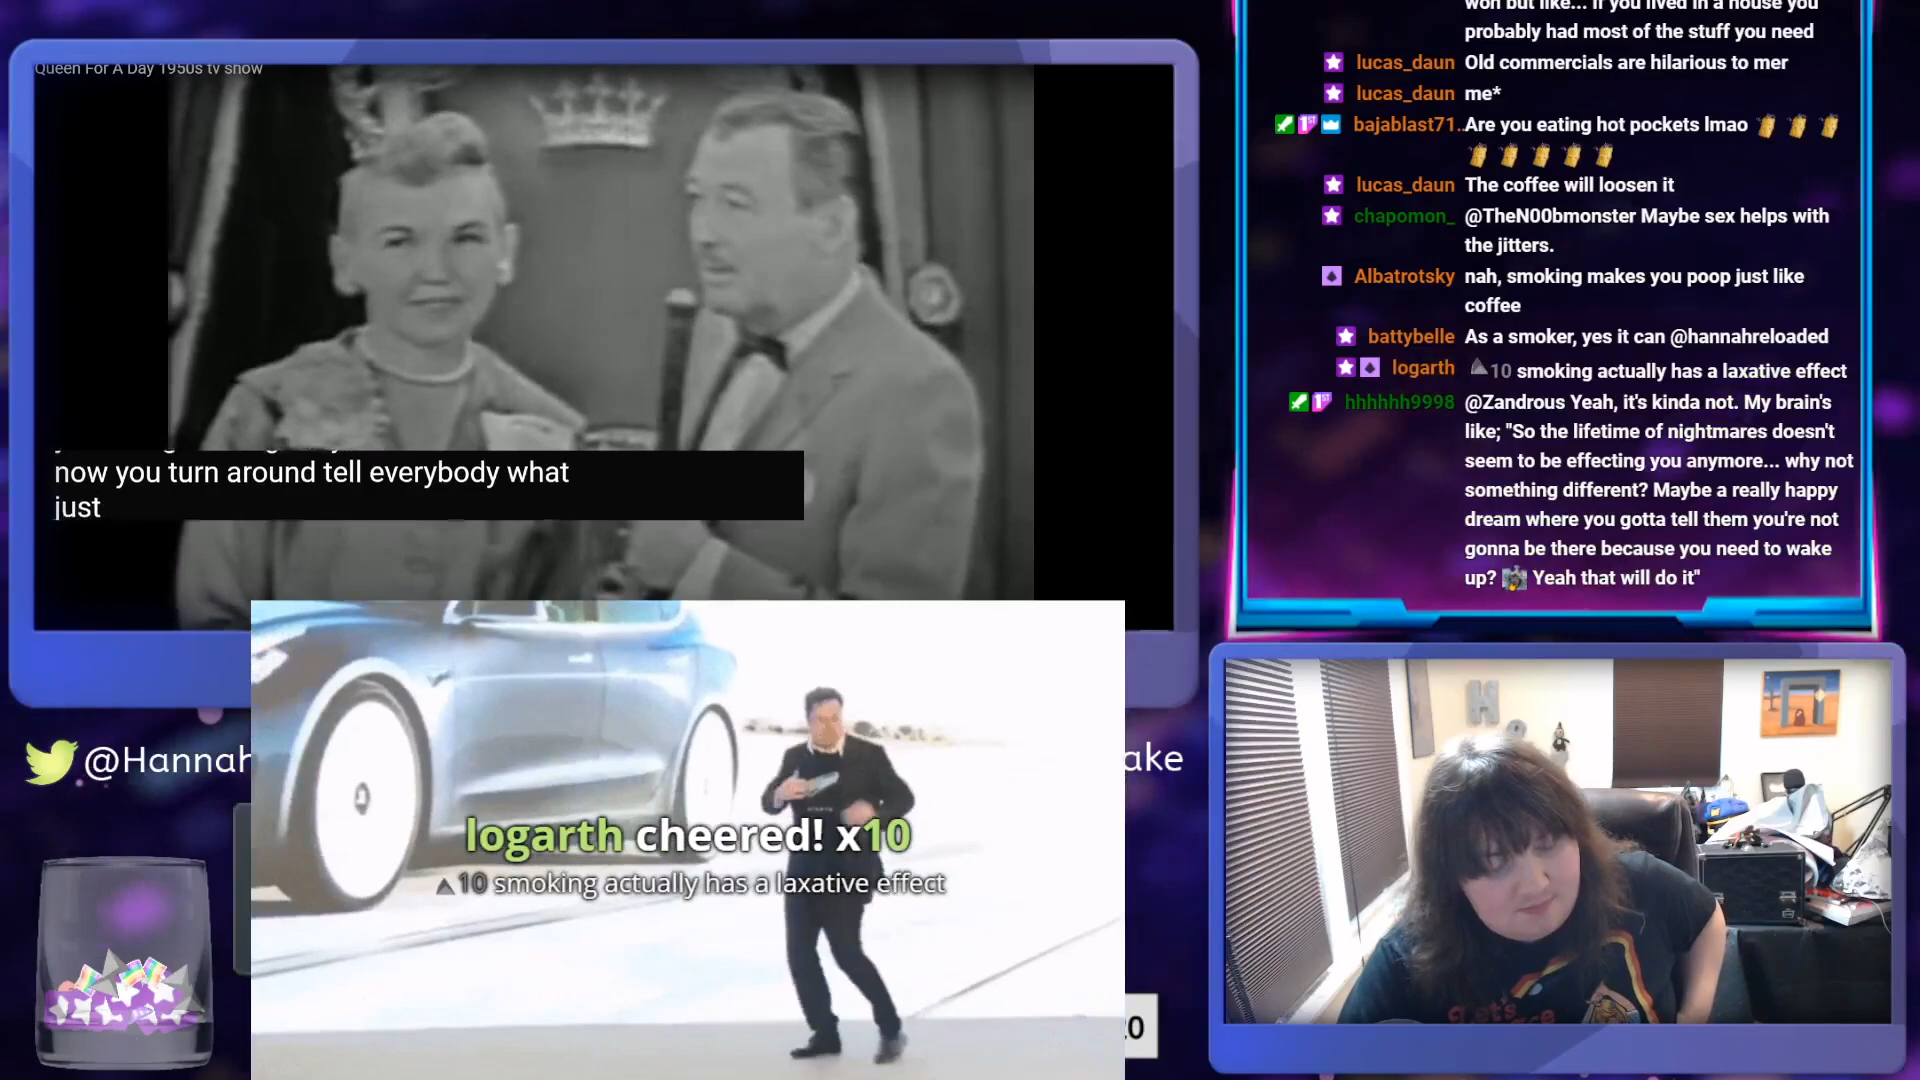 Queen For A Day 1950s tv show
now you turn around tell everybody what
just
won but like... if you lived in a house you
probably had most of the stuff you need
lucas_daun Old commercials are hilarious to mer
lucas_daun me*
bajablast71.. Are you eating hot pockets lmao
lucas_daun The coffee will loosen it
chapomon_ @TheN00bmonster Maybe sex helps with
the jitters.
Albatrotsky nah, smoking makes you poop just like
coffee
battybelle As a smoker, yes it can @hannahreloaded
logarth 10 smoking actually has a laxative effect
hhhhhh9998 @Zandrous Yeah, it's kinda not. My brain's
like; "So the lifetime of nightmares doesn't
seem to be effecting you anymore... why not
something different? Maybe a really happy
dream where you gotta tell them you're not
gonna be there because you need to wake
up? Yeah that will do it"
@Hannah
ake
logarth cheered! x10
10 smoking actually has a laxative effect
20
H